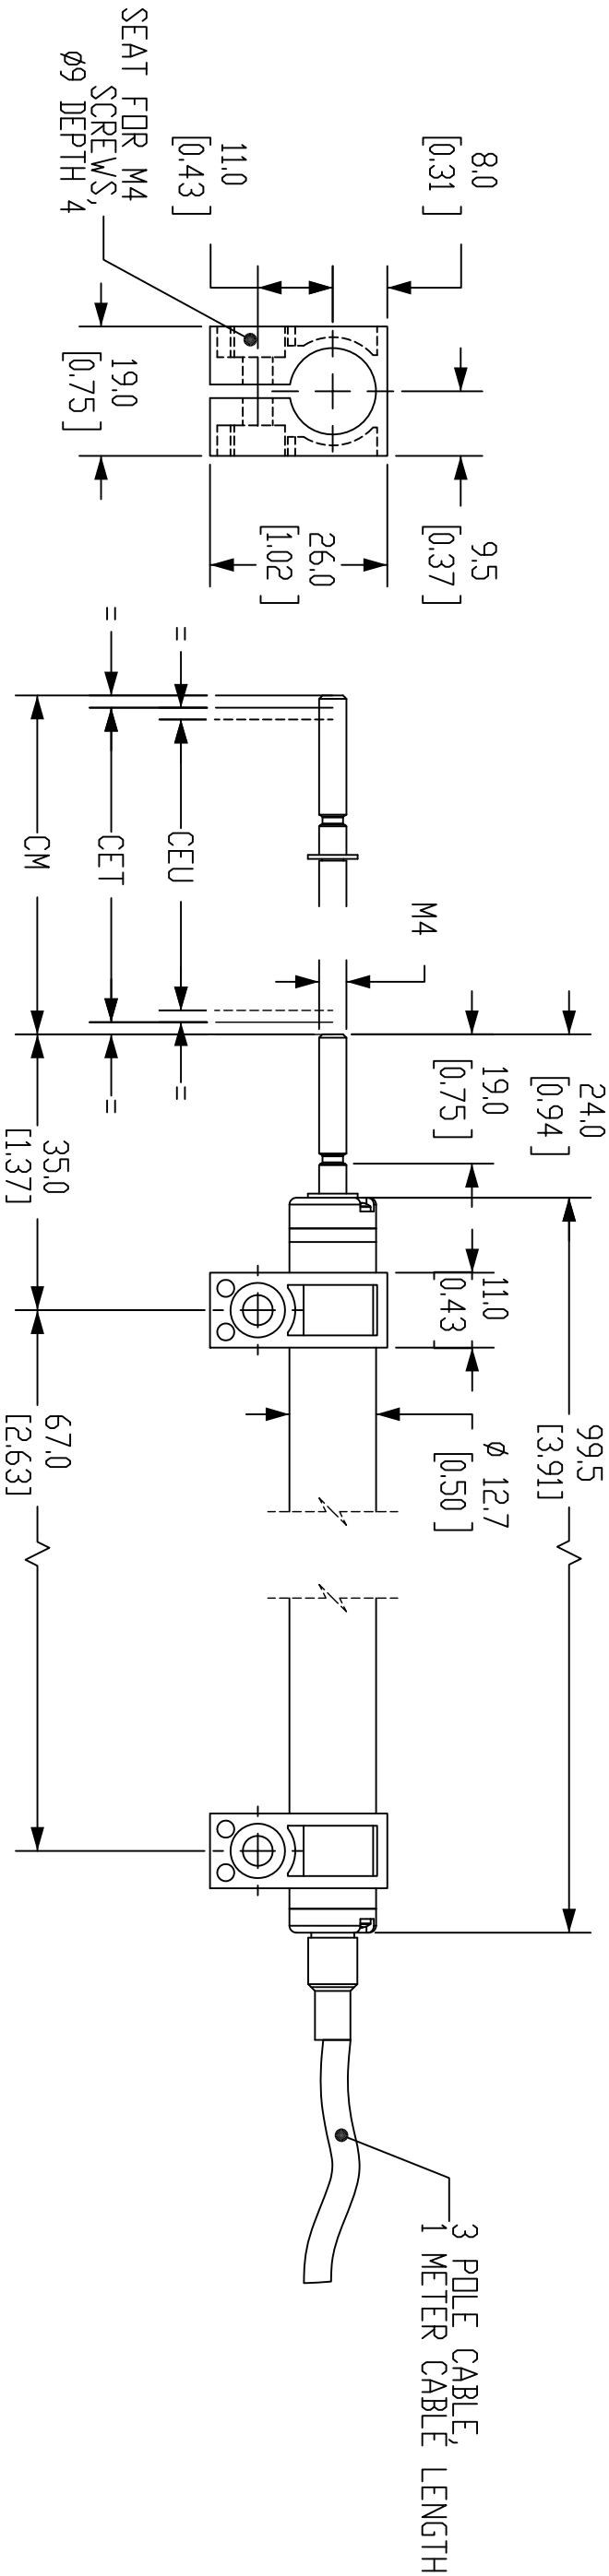 SEAT FOR M4
SCREWS,
Ø9 DEPTH 4
11.0
[0.43]
8.0
[0.31]
19.0
[0.75]
26.0
[1.02]
9.5
[0.37]
=
=
CM
CET
CEU
=
=
M4
35.0
[1.37]
19.0
[0.75]
24.0
[0.94]
11.0
[0.43]
Ø 12.7
[0.50]
99.5
[3.91]
67.0
[2.63]
3 POLE CABLE,
1 METER CABLE LENGTH